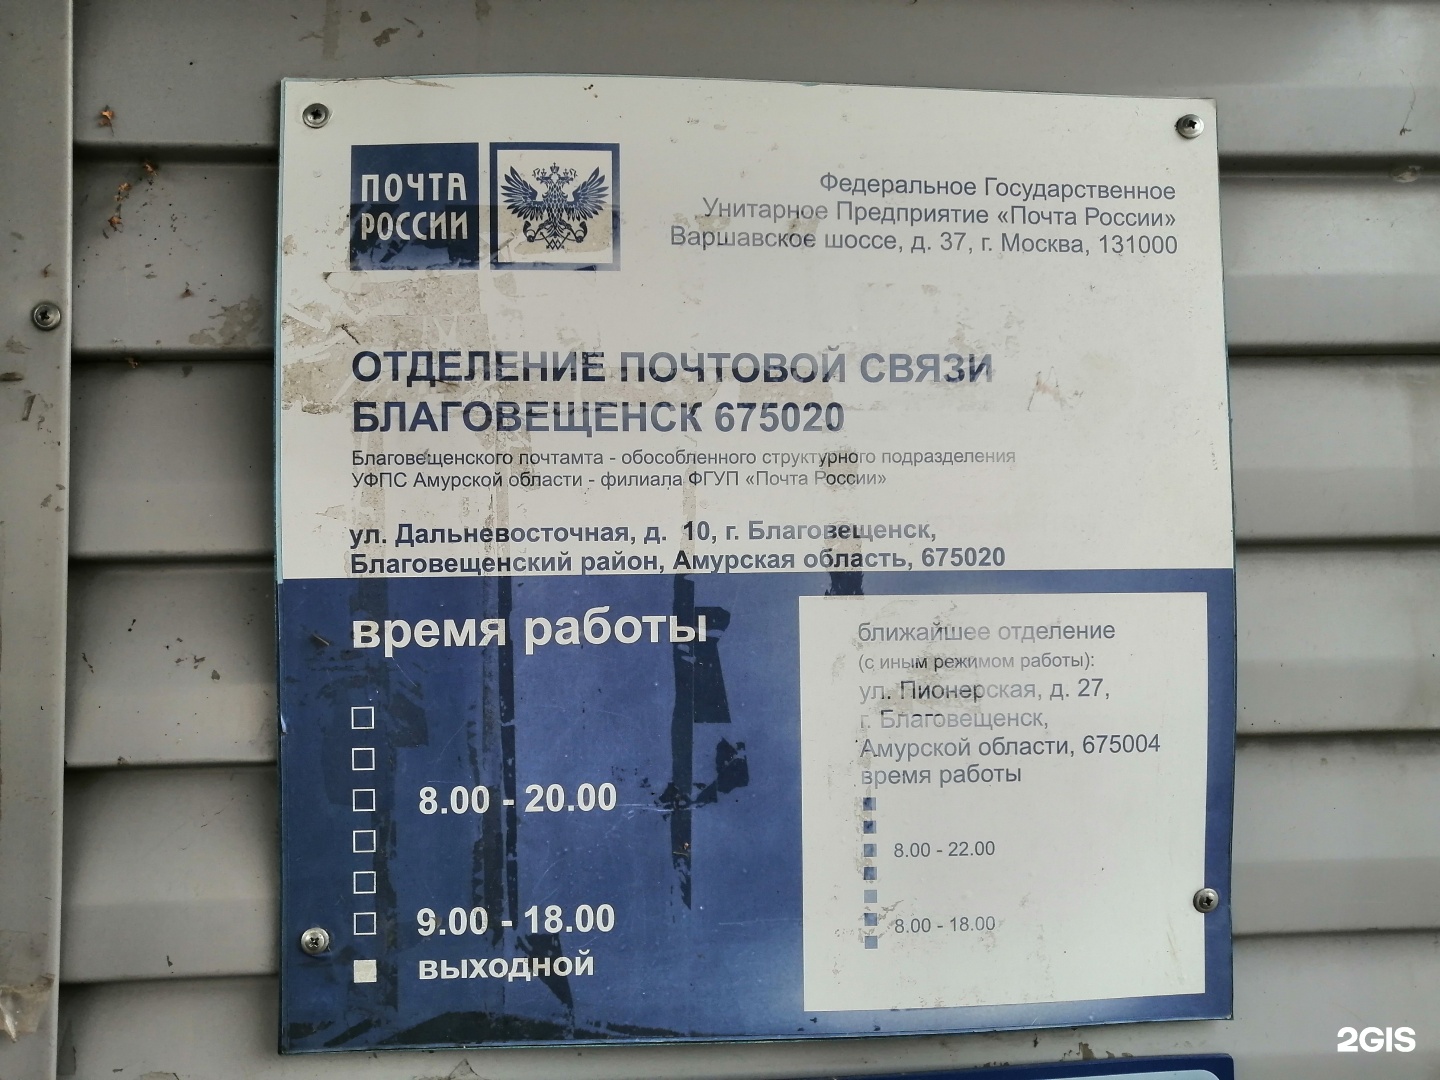 ПОЧТА
РОССИИ
Федеральное Государственное
Унитарное Предприятие «Почта России»
Варшавское шоссе, д. 37, г. Москва, 131000
ОТДЕЛЕНИЕ ПОЧТОВОЙ СВЯЗИ
БЛАГОВЕЩЕНСК 675020
Благовещенского почтамта - обособленного структурного подразделения
УФПС Амурской области - филиала ФГУП «Почта России»
ул. Дальневосточная, д. 10, г. Благовещенск,
Благовещенский район, Амурская область, 675020
время работы
8.00 - 20.00
9.00 - 18.00
выходной
ближайшее отделение
(с иным режимом работы):
ул. Пионерская, д. 27,
г. Благовещенск,
Амурской области, 675004
время работы
8.00 - 22.00
8.00 - 18.00
2GIS